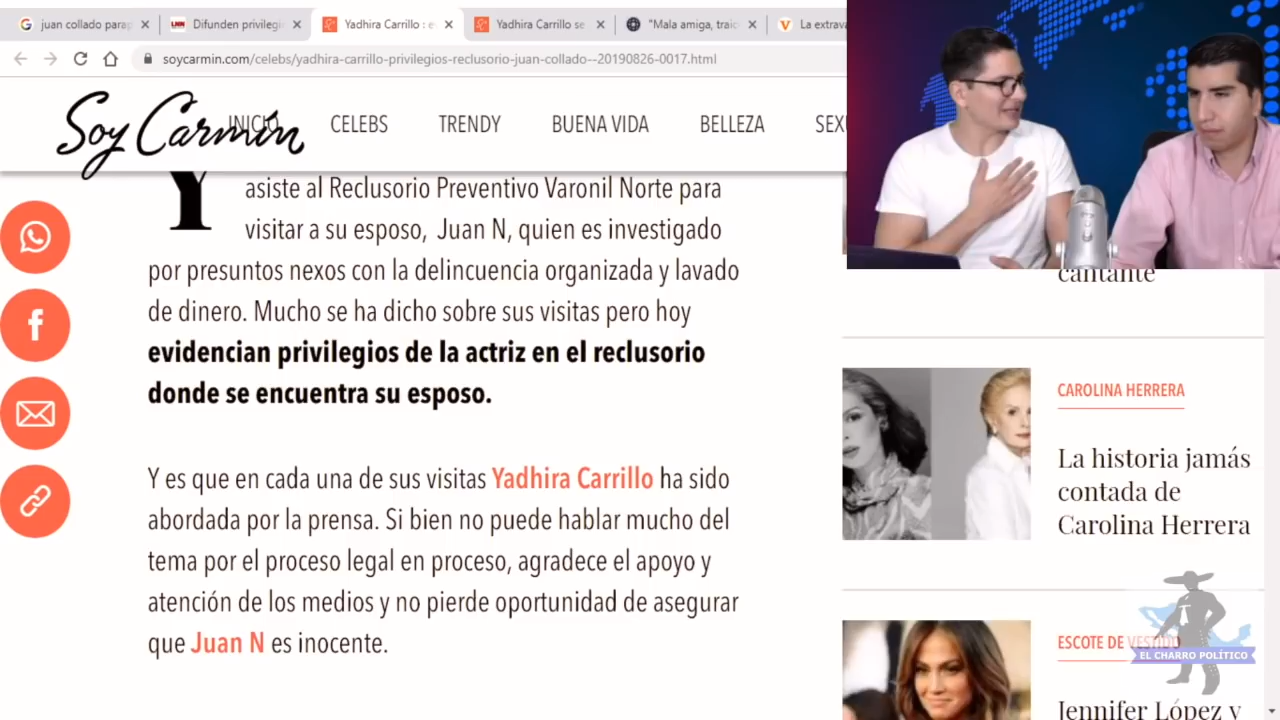 juan collado parap
Difunden privilegi
Yadhira Carrillo : e
Yadhira Carrillo se
"Mala amiga, traic
La extrava
soycarmin.com/celebs/yadhira-carrillo-privilegios-reclusorio-juan-collado--20190826-0017.html
Soy Carmín
INICIO
CELEBS
TRENDY
BUENA VIDA
BELLEZA
SEX
Y
asiste al Reclusorio Preventivo Varonil Norte para
visitar a su esposo, Juan N, quien es investigado
por presuntos nexos con la delincuencia organizada y lavado
de dinero. Mucho se ha dicho sobre sus visitas pero hoy
evidencian privilegios de la actriz en el reclusorio
donde se encuentra su esposo.
Y es que en cada una de sus visitas Yadhira Carrillo ha sido
abordada por la prensa. Si bien no puede hablar mucho del
tema por el proceso legal en proceso, agradece el apoyo y
atención de los medios y no pierde oportunidad de asegurar
que Juan N es inocente.
cantante
CAROLINA HERRERA
La historia jamás
contada de
Carolina Herrera
ESCOTE DE VESTIDO
Jennifer López y
EL CHARRO POLÍTICO